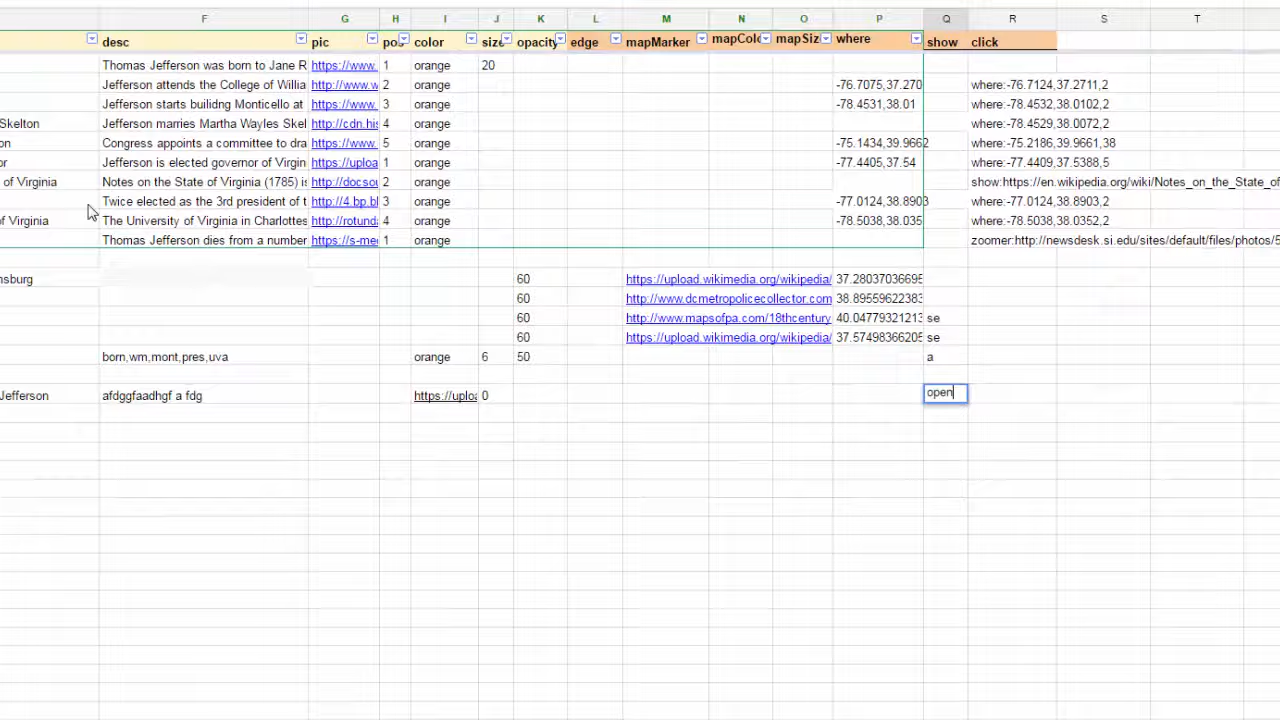 F G H I J K L M N O P Q R S T
desc pic pos color size opacity edge mapMarker mapColo mapSiz where show click
Thomas Jefferson was born to Jane R https://www. 1 orange 20
Jefferson attends the College of Willia http://www.w 2 orange -76.7075,37.270 where:-76.7124,37.2711,2
Jefferson starts builidng Monticello at https://www. 3 orange -78.4531,38.01 where:-78.4532,38.0102,2
Skelton Jefferson marries Martha Wayles Skel http://cdn.his 4 orange where:-78.4529,38.0072,2
on Congress appoints a committee to dra https://www. 5 orange -75.1434,39.9662 where:-75.2186,39.9661,38
or Jefferson is elected governor of Virgin https://uploa 1 orange -77.4405,37.54 where:-77.4409,37.5388,5
of Virginia Notes on the State of Virginia (1785) is http://docsou 2 orange show:https://en.wikipedia.org/wiki/Notes_on_the_State_of
Twice elected as the 3rd president of t http://4.bp.bl 3 orange -77.0124,38.8903 where:-77.0124,38.8903,2
of Virginia The University of Virginia in Charlottes http://rotund 4 orange -78.5038,38.035 where:-78.5038,38.0352,2
Thomas Jefferson dies from a number https://s-me 1 orange zoomer:http://newsdesk.si.edu/sites/default/files/photos/5
nsburg 60 https://upload.wikimedia.org/wikipedia/ 37.28037036695
60 http://www.dcmetropolicecollector.com 38.89559622383
60 http://www.mapsofpa.com/18thcentury 40.04779321213 se
60 https://upload.wikimedia.org/wikipedia/ 37.57498366205 se
born,wm,mont,pres,uva orange 6 50 a
Jefferson afdggfaadhgf a fdg https://uploa 0 open